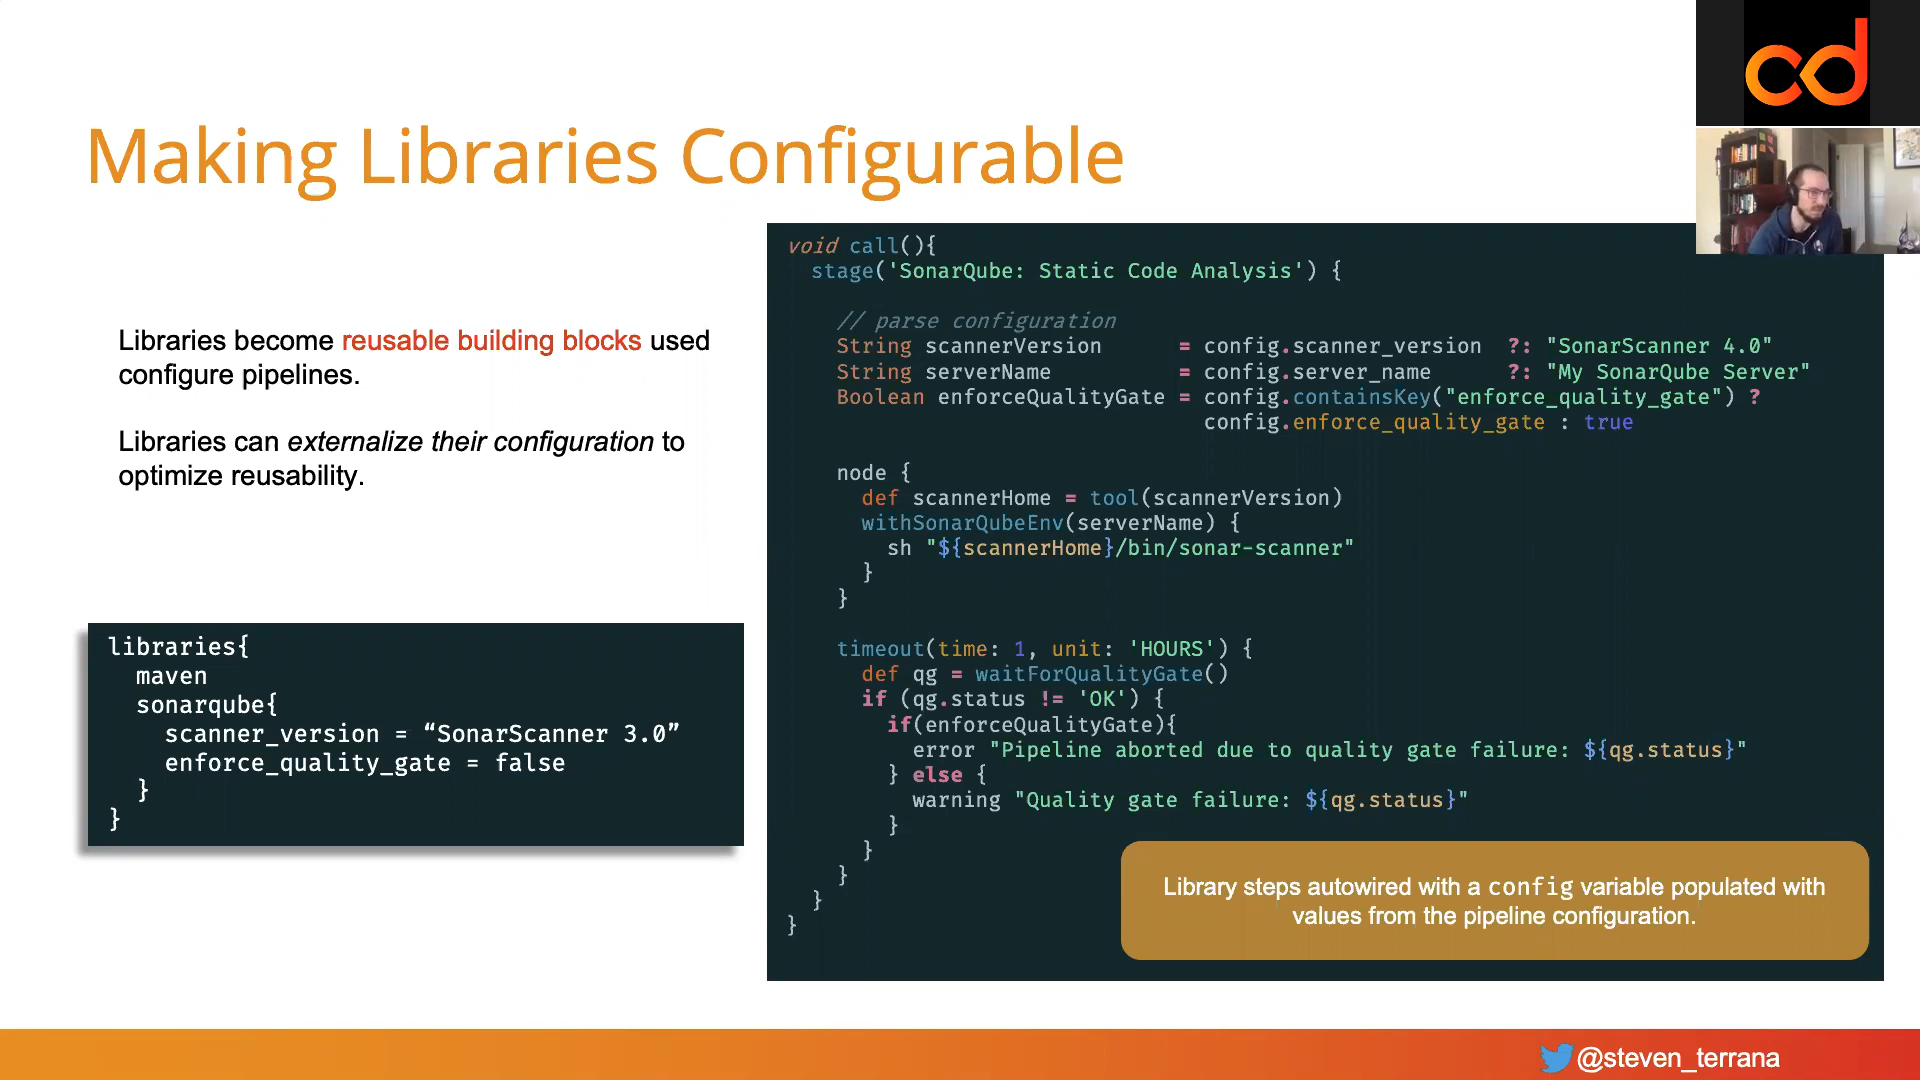 cd
Making Libraries Configurable
Libraries become reusable building blocks used
configure pipelines.
Libraries can externalize their configuration to
optimize reusability.
libraries{
  maven
  sonarqube{
    scanner_version = “SonarScanner 3.0”
    enforce_quality_gate = false
  }
}
void call(){
  stage('SonarQube: Static Code Analysis') {
    // parse configuration
    String scannerVersion      = config.scanner_version  ?: "SonarScanner 4.0"
    String serverName          = config.server_name      ?: "My SonarQube Server"
    Boolean enforceQualityGate = config.containsKey("enforce_quality_gate") ?
                                 config.enforce_quality_gate : true
    node {
      def scannerHome = tool(scannerVersion)
      withSonarQubeEnv(serverName) {
        sh "${scannerHome}/bin/sonar-scanner"
      }
    }
    timeout(time: 1, unit: 'HOURS') {
      def qg = waitForQualityGate()
      if (qg.status != 'OK') {
        if(enforceQualityGate){
          error "Pipeline aborted due to quality gate failure: ${qg.status}"
        } else {
          warning "Quality gate failure: ${qg.status}"
        }
      }
    }
  }
}
Library steps autowired with a config variable populated with
values from the pipeline configuration.
@steven_terrana